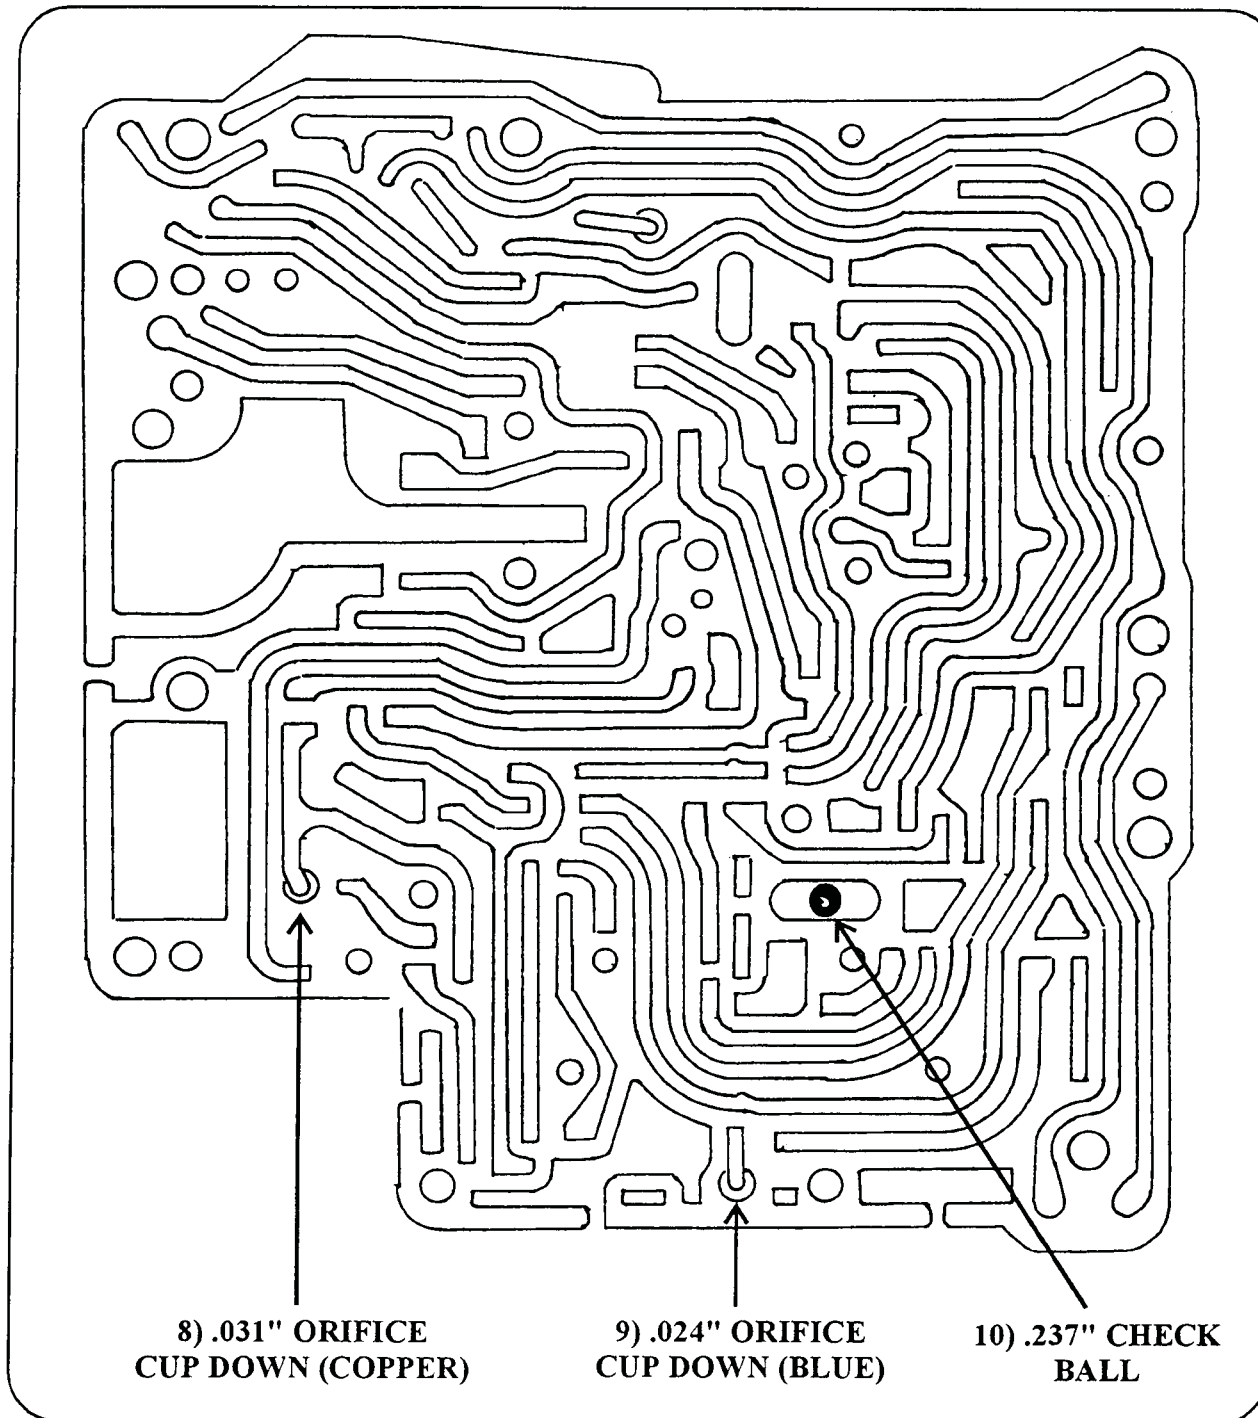 8) .031" ORIFICE
CUP DOWN (COPPER)
9) .024" ORIFICE
CUP DOWN (BLUE)
10) .237" CHECK
BALL